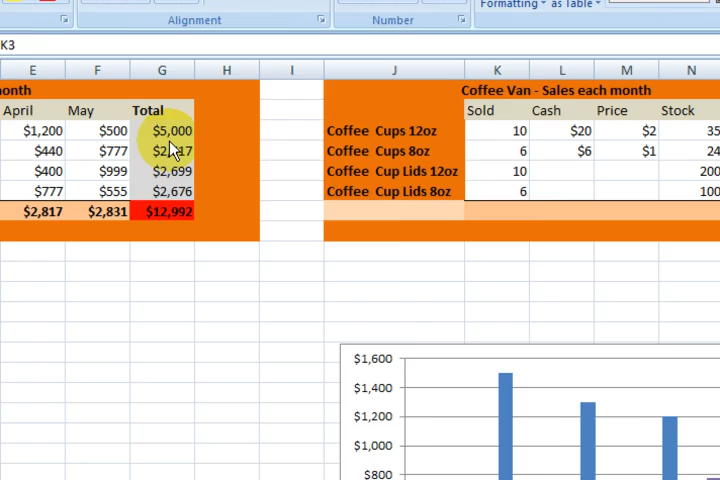 Formatting as Table
Alignment Number
K3
E F G H I J K L M N
month Coffee Van - Sales each month
April May Total Sold Cash Price Stock
$1,200 $500 $5,000 Coffee Cups 12oz 10 $20 $2 35
$440 $777 Coffee Cups 8oz 6 $6 $1 24
$400 $999 $2,699 Coffee Cup Lids 12oz 10 200
$777 $555 $2,676 Coffee Cup Lids 8oz 6 100
$2,817 $2,831 $12,992
$1,600
$1,400
$1,200
$1,000
$800